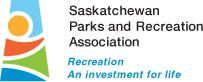 Saskatchewan
Parks and Recreation
Association
Recreation
An investment for life